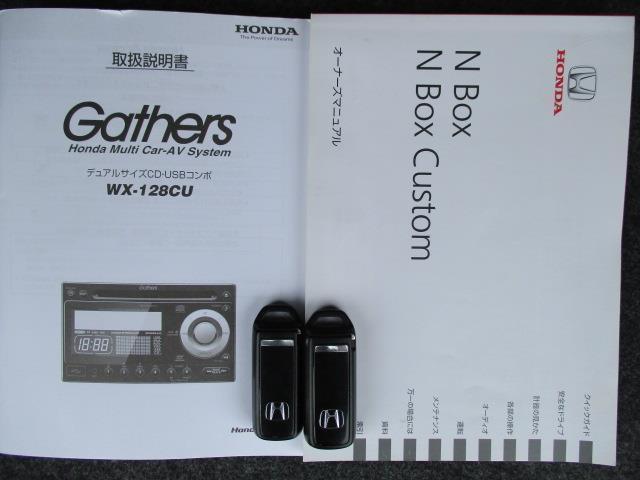 HONDA
The Power of Dreams
取扱説明書
Gathers
Honda Multi Car-AV System
デュアルサイズCD・USBコンポ
WX-128CU
Gathers
18:88
HONDA
N Box
N Box Custom
オーナーズマニュアル
クイックガイド
安全なドライブ
計器の見かた
各部の操作
オーディオ
運転
メンテナンス
万一の場合には
資料
索引